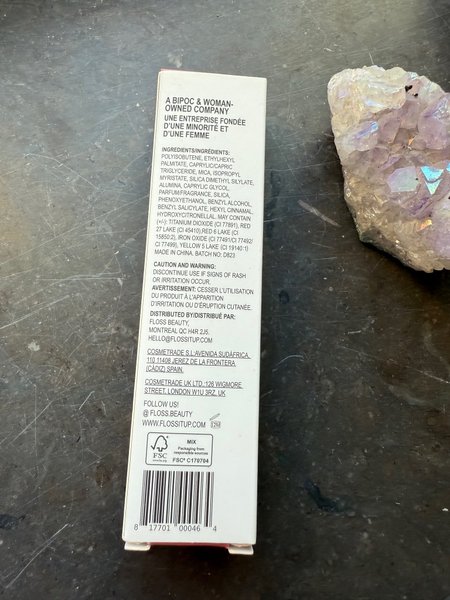 A BIPOC & WOMAN-
OWNED COMPANY
UNE ENTREPRISE FONDÉE
D'UNE MINORITÉ ET
D'UNE FEMME
INGREDIENTS/INGRÉDIENTS:
POLYISOBUTENE, ETHYLHEXYL
PALMITATE, CAPRYLIC/CAPRIC
TRIGLYCERIDE, MICA, ISOPROPYL
MYRISTATE, SILICA DIMETHYL SILYLATE,
ALUMINA, CAPRYLIC GLYCOL,
PARFUM/FRAGRANCE, SILICA,
PHENOXYETHANOL, BENZYL ALCOHOL,
BENZYL SALICYLATE, HEXYL CINNAMAL,
HYDROXYCITRONELLAL. MAY CONTAIN
(+/-): TITANIUM DIOXIDE (CI 77891), RED
27 LAKE (CI 45410),RED 6 LAKE (CI
15850:2), IRON OXIDE (CI 77491/CI 77492/
CI 77499), YELLOW 5 LAKE (CI 19140:1)
MADE IN CHINA. BATCH NO: D823
CAUTION AND WARNING:
DISCONTINUE USE IF SIGNS OF RASH
OR IRRITATION OCCUR.
AVERTISSEMENT: CESSER L'UTILISATION
DU PRODUIT À L'APPARITION
D'IRRITATION OU D'ÉRUPTION CUTANÉE.
DISTRIBUTED BY/DISTRIBUÉ PAR:
FLOSS BEAUTY,
MONTRÉAL QC H4R 2J5,
HELLO@FLOSSITUP.COM
COSMETRADE S.L'AVENIDA SUDÁFRICA,
110 11408 JEREZ DE LA FRONTERA
(CÁDIZ) SPAIN.
COSMETRADE UK LTD.:126 WIGMORE
STREET, LONDON W1U 3RZ, UK
FOLLOW US!
@ FLOSS.BEAUTY
WWW.FLOSSITUP.COM 12M
FSC
MIX
Packaging from
responsible sources
FSC® C170704
8 17701 00046 4